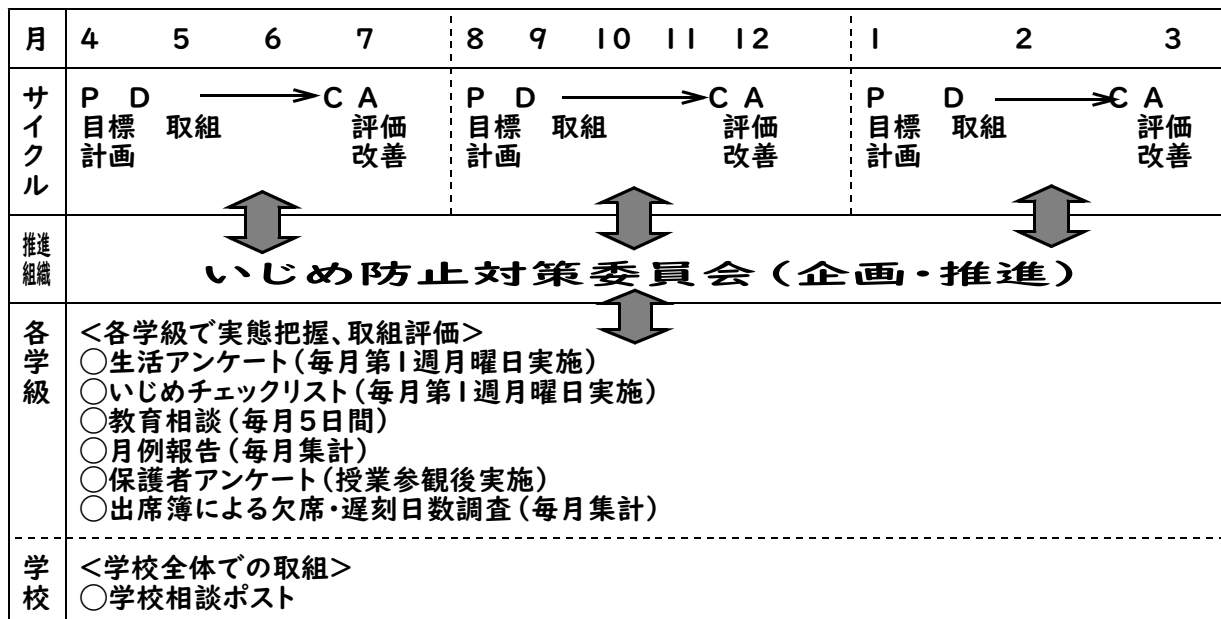 月 4 5 6 7 8 9 10 11 12 1 2 3
サイクル
P D C A P D C A P D C A
目標 取組 評価 目標 取組 評価 目標 取組 評価
計画 改善 計画 改善 計画 改善
推進組織
いじめ防止対策委員会(企画・推進)
各学級
<各学級で実態把握、取組評価>
○生活アンケート(毎月第1週月曜日実施)
○いじめチェックリスト(毎月第1週月曜日実施)
○教育相談(毎月5日間)
○月例報告(毎月集計)
○保護者アンケート(授業参観後実施)
○出席簿による欠席・遅刻日数調査(毎月集計)
学校
<学校全体での取組>
○学校相談ポスト